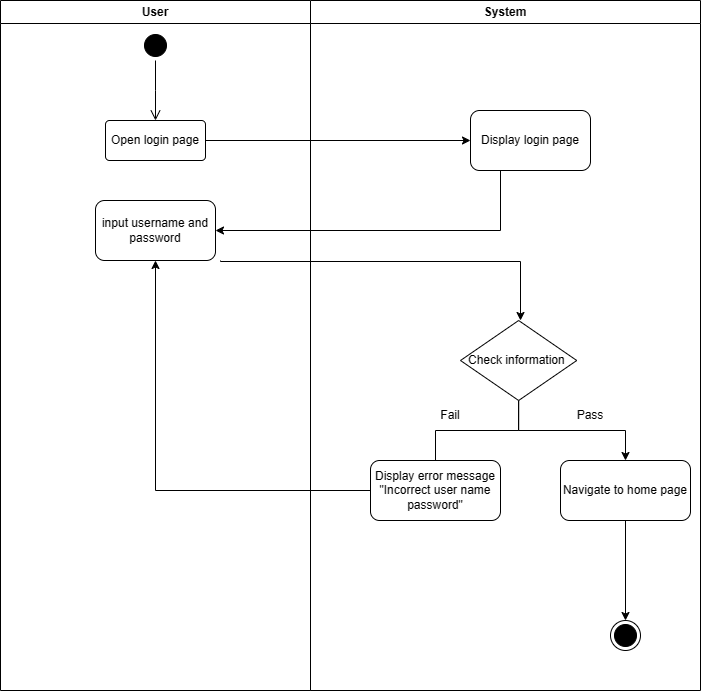 User
System
Open login page
Display login page
input username and
password
Check information
Fail
Pass
Display error message
"Incorrect user name
password"
Navigate to home page